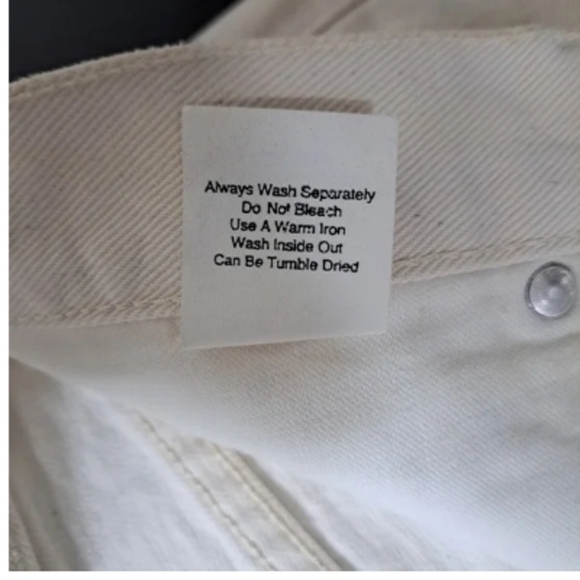 Always Wash Separately
Do Not Bleach
Use A Warm Iron
Wash Inside Out
Can Be Tumble Dried